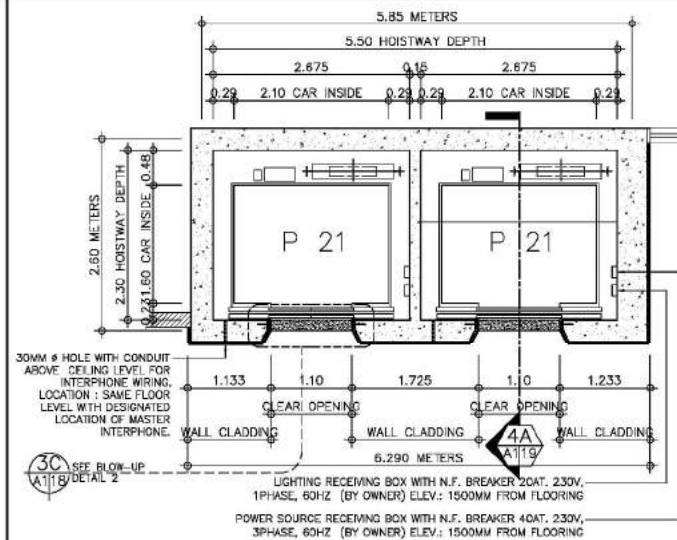 5.85 METERS
5.50 HOISTWAY DEPTH
2.675 0.15 2.675
0.29 2.10 CAR INSIDE 0.29 0.29 2.10 CAR INSIDE 0.29
2.60 METERS
2.30 HOISTWAY DEPTH
.23 1.60 CAR INSIDE 0.48
P 21 P 21
30MM ø HOLE WITH CONDUIT
ABOVE CEILING LEVEL FOR
INTERPHONE WIRING.
LOCATION : SAME FLOOR
LEVEL WITH DESIGNATED
LOCATION OF MASTER
INTERPHONE.
1.133 1.10 1.725 1.10 1.233
CLEAR OPENING CLEAR OPENING
WALL CLADDING WALL CLADDING WALL CLADDING
4A
A119
6.290 METERS
3C
A118
SEE BLOW-UP
DETAIL 2
LIGHTING RECEIVING BOX WITH N.F. BREAKER 20AT. 230V,
1PHASE, 60HZ (BY OWNER) ELEV.: 1500MM FROM FLOORING
POWER SOURCE RECEIVING BOX WITH N.F. BREAKER 40AT. 230V,
3PHASE, 60HZ (BY OWNER) ELEV.: 1500MM FROM FLOORING